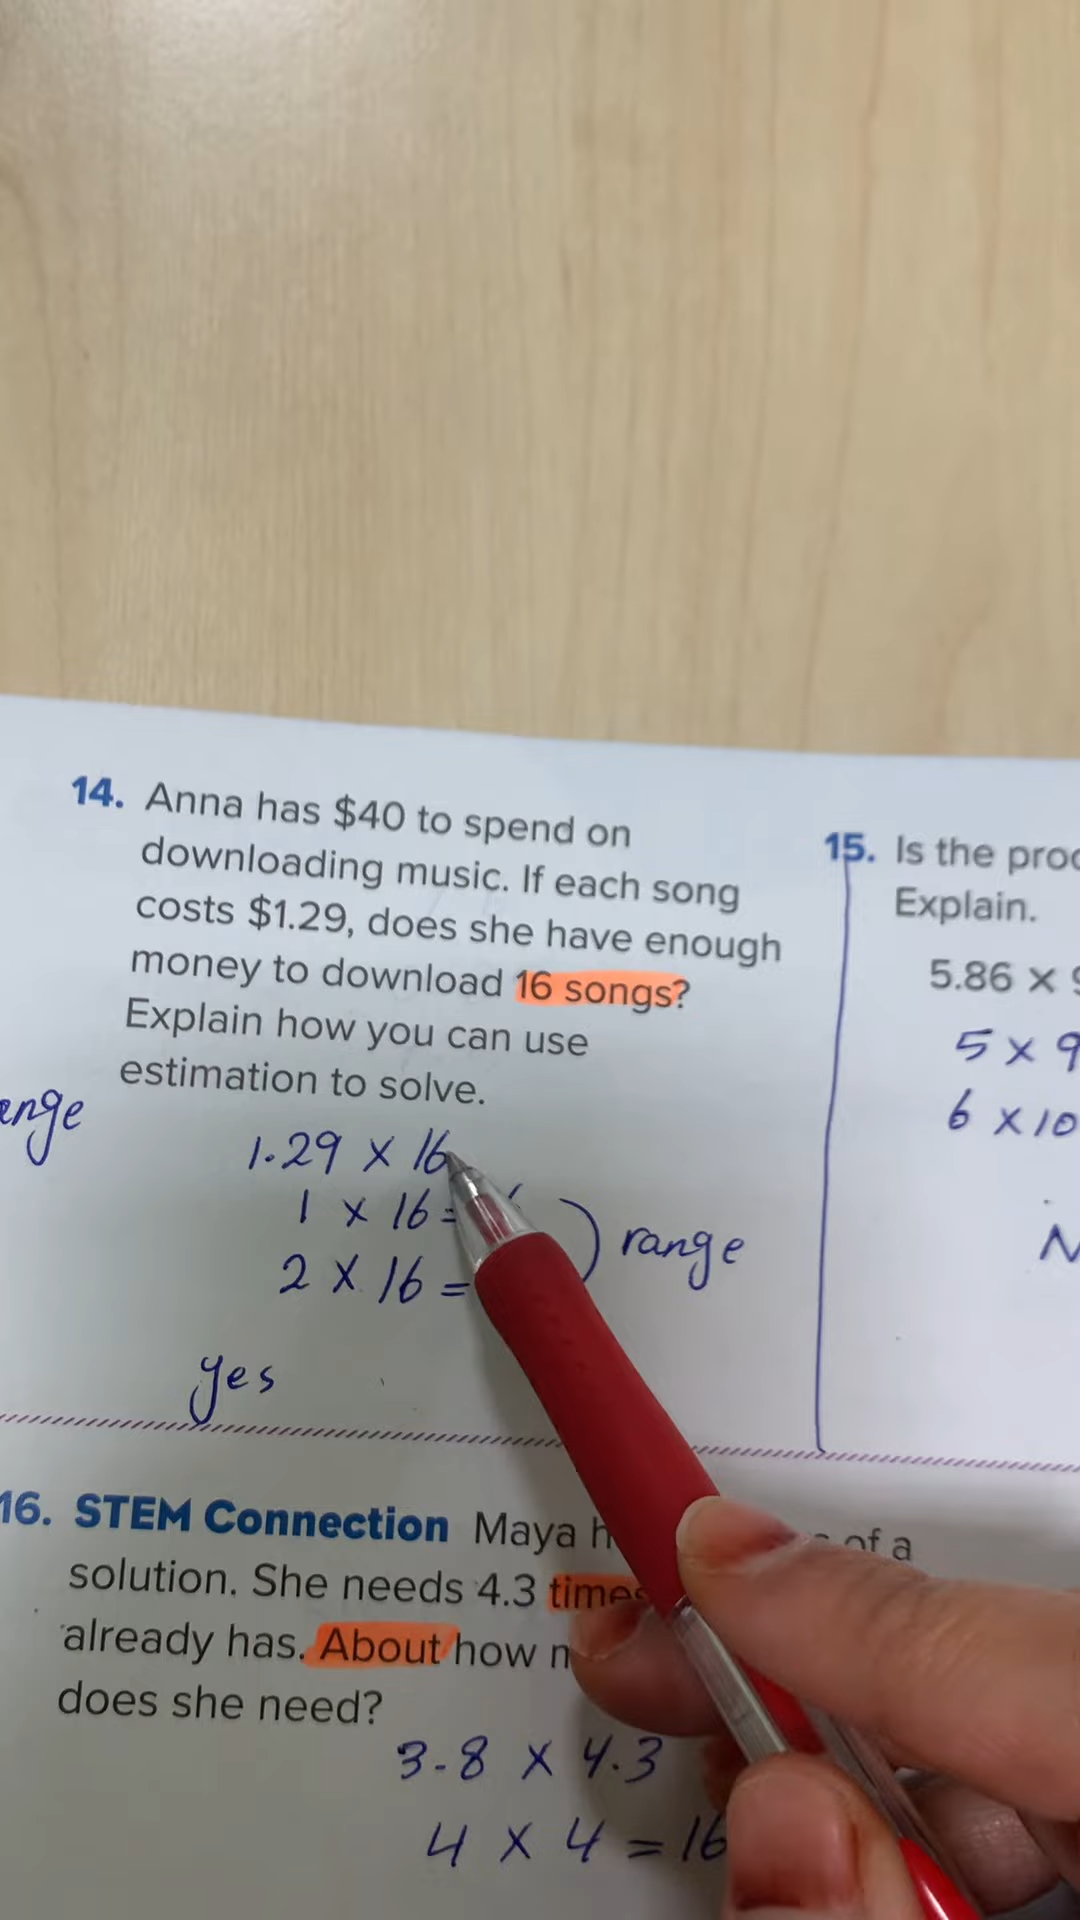 14. Anna has $40 to spend on
downloading music. If each song
costs $1.29, does she have enough
money to download 16 songs?
Explain how you can use
estimation to solve.
1.29 × 16
1 × 16 =
2 × 16 =
range
yes
15. Is the
Explain.
5.86 ×
5 × 9
6 × 10
16. STEM Connection Maya
of a
solution. She needs 4.3 times
already has. About how
does she need?
3.8 × 4.3
4 × 4 = 16